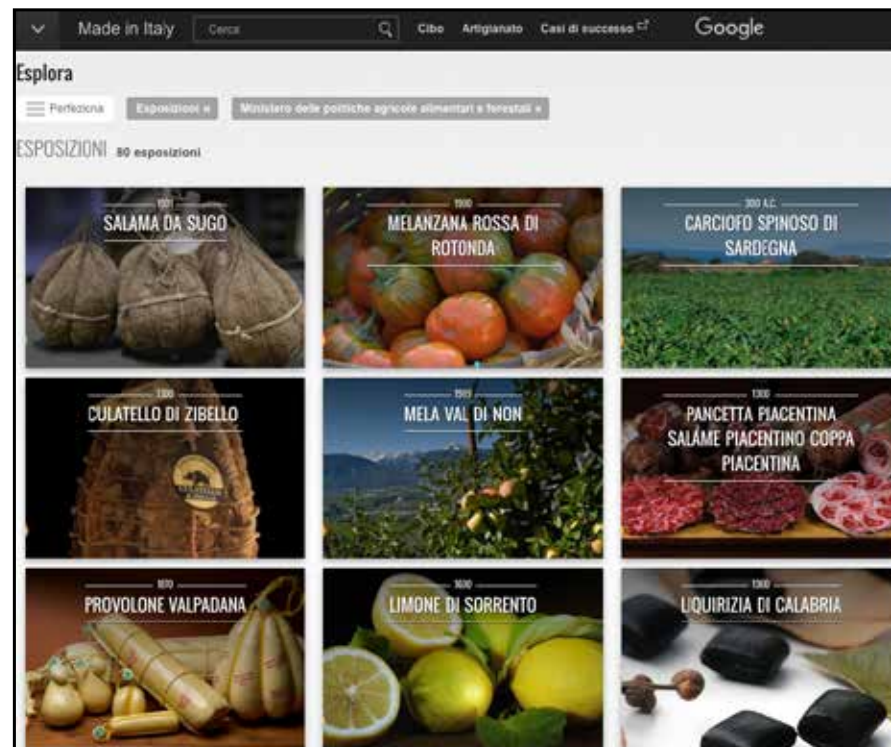 Made in Italy Cerca Cibo Artigianato Casi di successo Google
Esplora
Perfeziona Esposizioni × Ministero delle politiche agricole alimentari e forestali ×
ESPOSIZIONI 80 esposizioni
SALAMA DA SUGO
1900
MELANZANA ROSSA DI
ROTONDA
300 A.C.
CARCIOFO SPINOSO DI
SARDEGNA
1300
CULATELLO DI ZIBELLO
MELA VAL DI NON
1300
PANCETTA PIACENTINA
SALAME PIACENTINO COPPA
PIACENTINA
1870
PROVOLONE VALPADANA
LIMONE DI SORRENTO
1300
LIQUIRIZIA DI CALABRIA